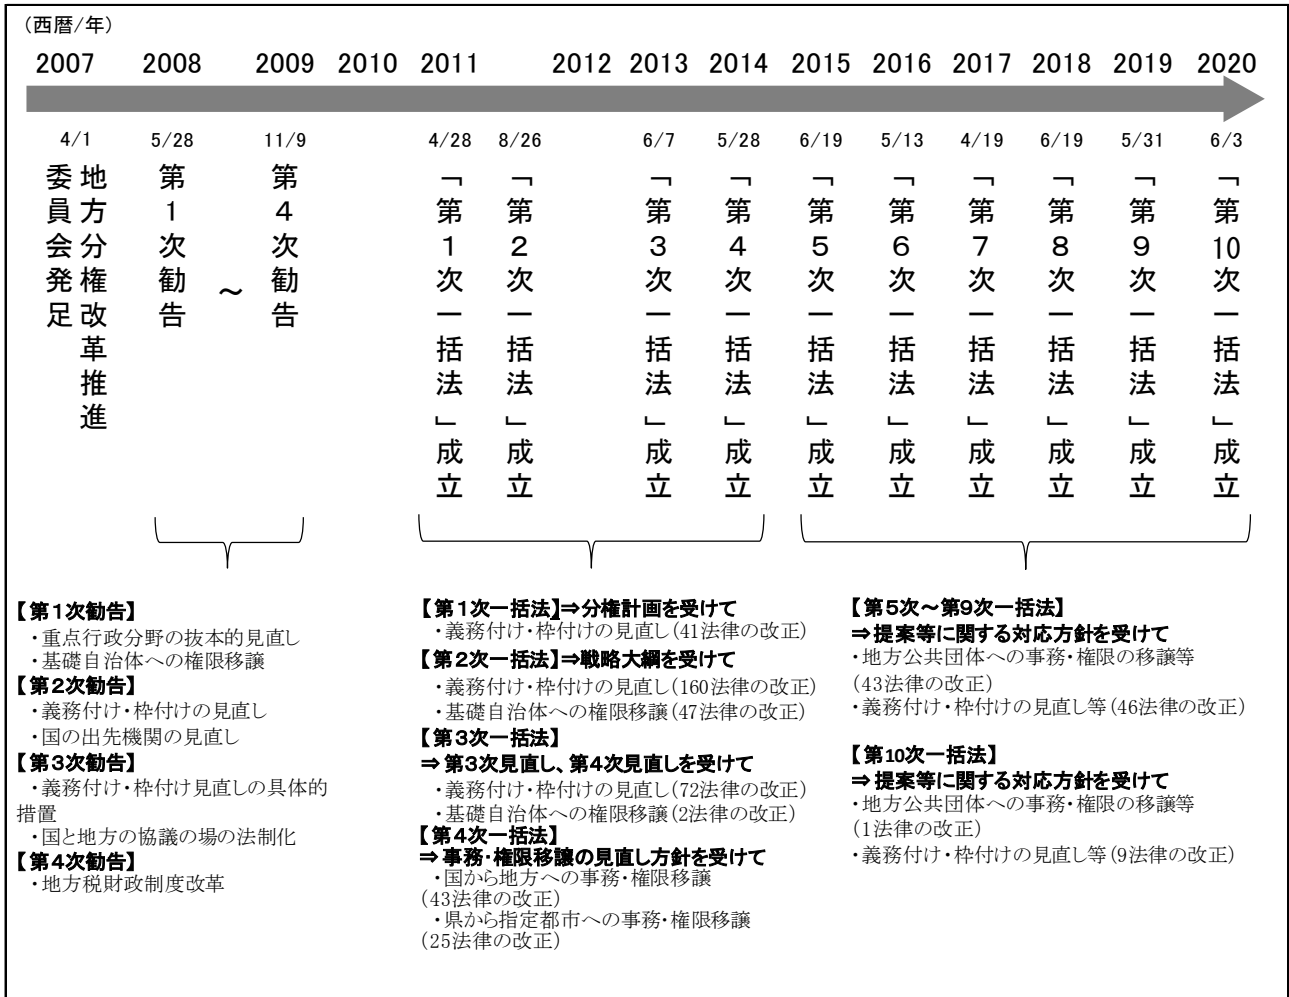 （西暦/年）
2007 2008 2009 2010 2011 2012 2013 2014 2015 2016 2017 2018 2019 2020
4/1 5/28 11/9 4/28 8/26 6/7 5/28 6/19 5/13 4/19 6/19 5/31 6/3
地方分権改革推進
委員会発足
第1次勧告
～
第4次勧告
「第1次一括法」成立
「第2次一括法」成立
「第3次一括法」成立
「第4次一括法」成立
「第5次一括法」成立
「第6次一括法」成立
「第7次一括法」成立
「第8次一括法」成立
「第9次一括法」成立
「第10次一括法」成立
【第１次勧告】
・重点行政分野の抜本的見直し
・基礎自治体への権限移譲
【第２次勧告】
・義務付け・枠付けの見直し
・国の出先機関の見直し
【第３次勧告】
・義務付け・枠付け見直しの具体的
措置
・国と地方の協議の場の法制化
【第４次勧告】
・地方税財政制度改革
【第１次一括法】⇒分権計画を受けて
・義務付け・枠付けの見直し(41法律の改正)
【第２次一括法】⇒戦略大綱を受けて
・義務付け・枠付けの見直し(160法律の改正)
・基礎自治体への権限移譲(47法律の改正)
【第３次一括法】
⇒ 第３次見直し、第４次見直しを受けて
・義務付け・枠付けの見直し(72法律の改正)
・基礎自治体への権限移譲(2法律の改正)
【第４次一括法】
⇒ 事務・権限移譲の見直し方針を受けて
・国から地方への事務・権限移譲
(43法律の改正)
・県から指定都市への事務・権限移譲
(25法律の改正)
【第５次～第９次一括法】
⇒ 提案等に関する対応方針を受けて
・地方公共団体への事務・権限の移譲等
(43法律の改正)
・義務付け・枠付けの見直し等(46法律の改正)
【第10次一括法】
⇒ 提案等に関する対応方針を受けて
・地方公共団体への事務・権限の移譲等
(1法律の改正)
・義務付け・枠付けの見直し等(9法律の改正)